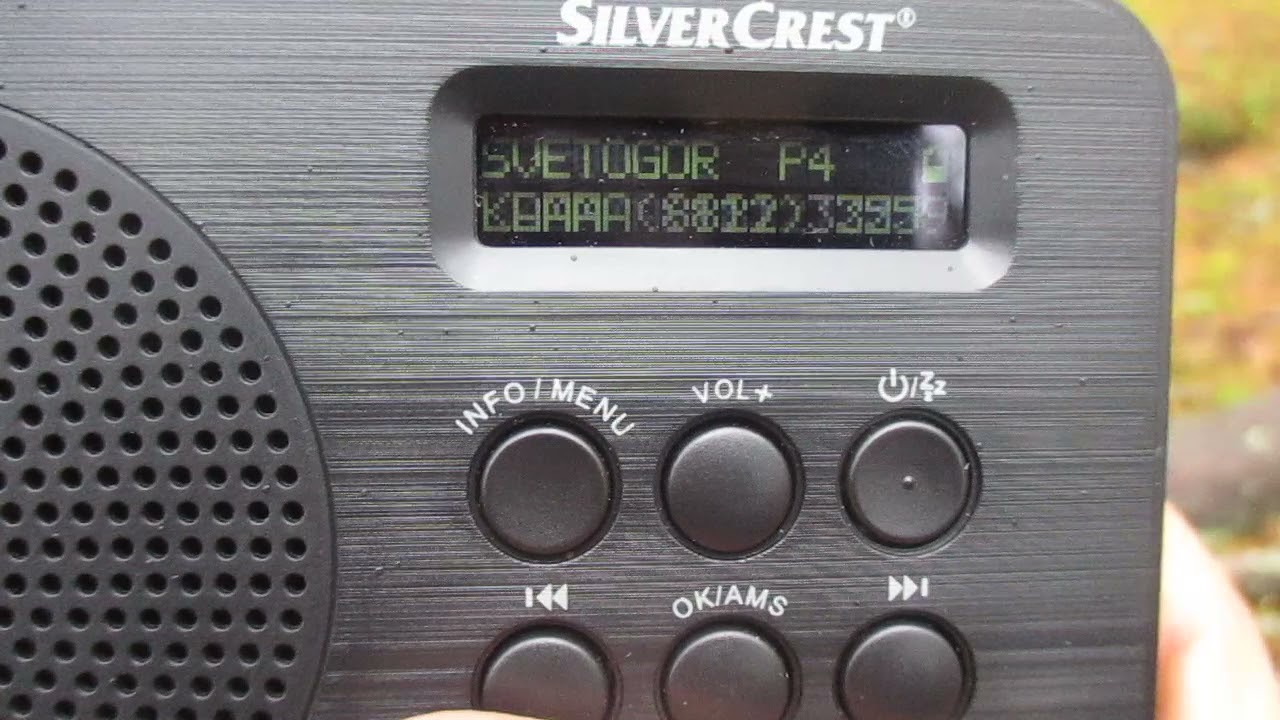 SILVERCREST®
SVETOGOR P4
INFO/MENU
VOL+
OK/AMS